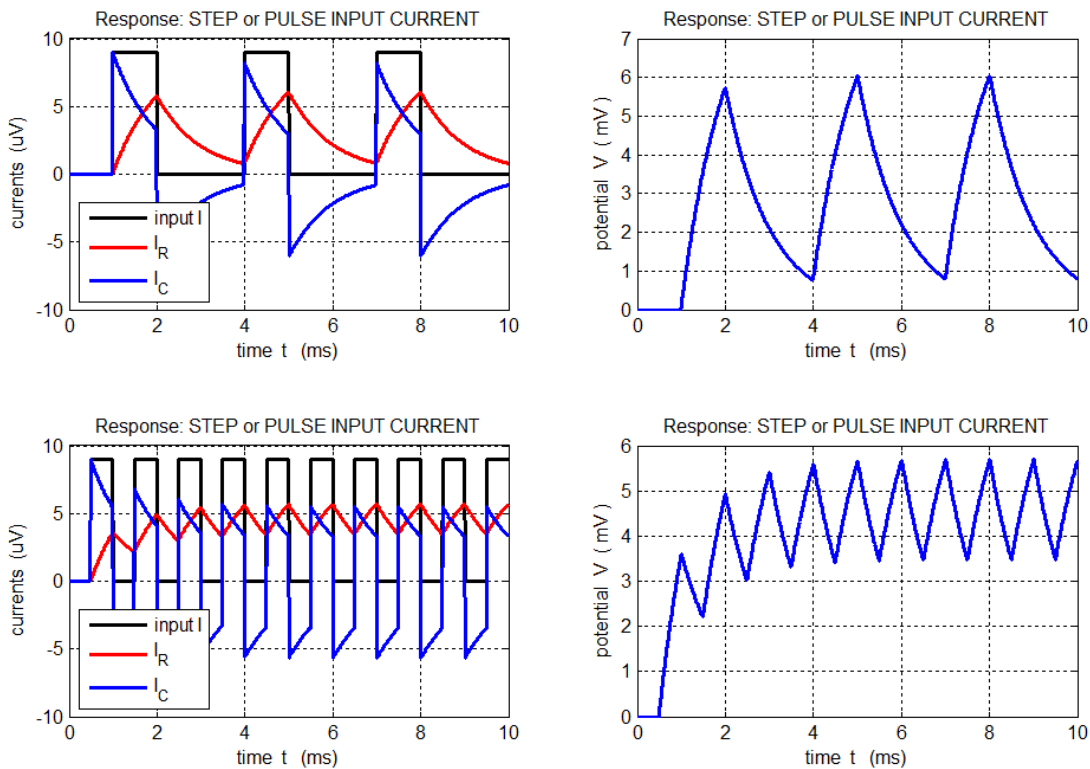 Response: STEP or PULSE INPUT CURRENT
10
5
0
-5
-10
currents (uV)
input I
I_R
I_C
0 2 4 6 8 10
time t (ms)
Response: STEP or PULSE INPUT CURRENT
7
6
5
4
3
2
1
0
potential V ( mV)
0 2 4 6 8 10
time t (ms)
Response: STEP or PULSE INPUT CURRENT
10
5
0
-5
-10
currents (uV)
input I
I_R
I_C
0 2 4 6 8 10
time t (ms)
Response: STEP or PULSE INPUT CURRENT
6
5
4
3
2
1
0
potential V ( mV)
0 2 4 6 8 10
time t (ms)